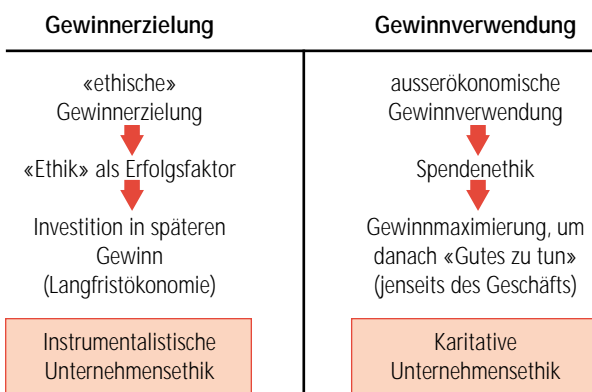 Gewinnerzielung
«ethische»
Gewinnerzielung
«Ethik» als Erfolgsfaktor
Investition in späteren
Gewinn
(Langfristökonomie)
Instrumentalistische
Unternehmensethik
Gewinnverwendung
ausserökonomische
Gewinnverwendung
Spendenethik
Gewinnmaximierung, um
danach «Gutes zu tun»
(jenseits des Geschäfts)
Karitative
Unternehmensethik